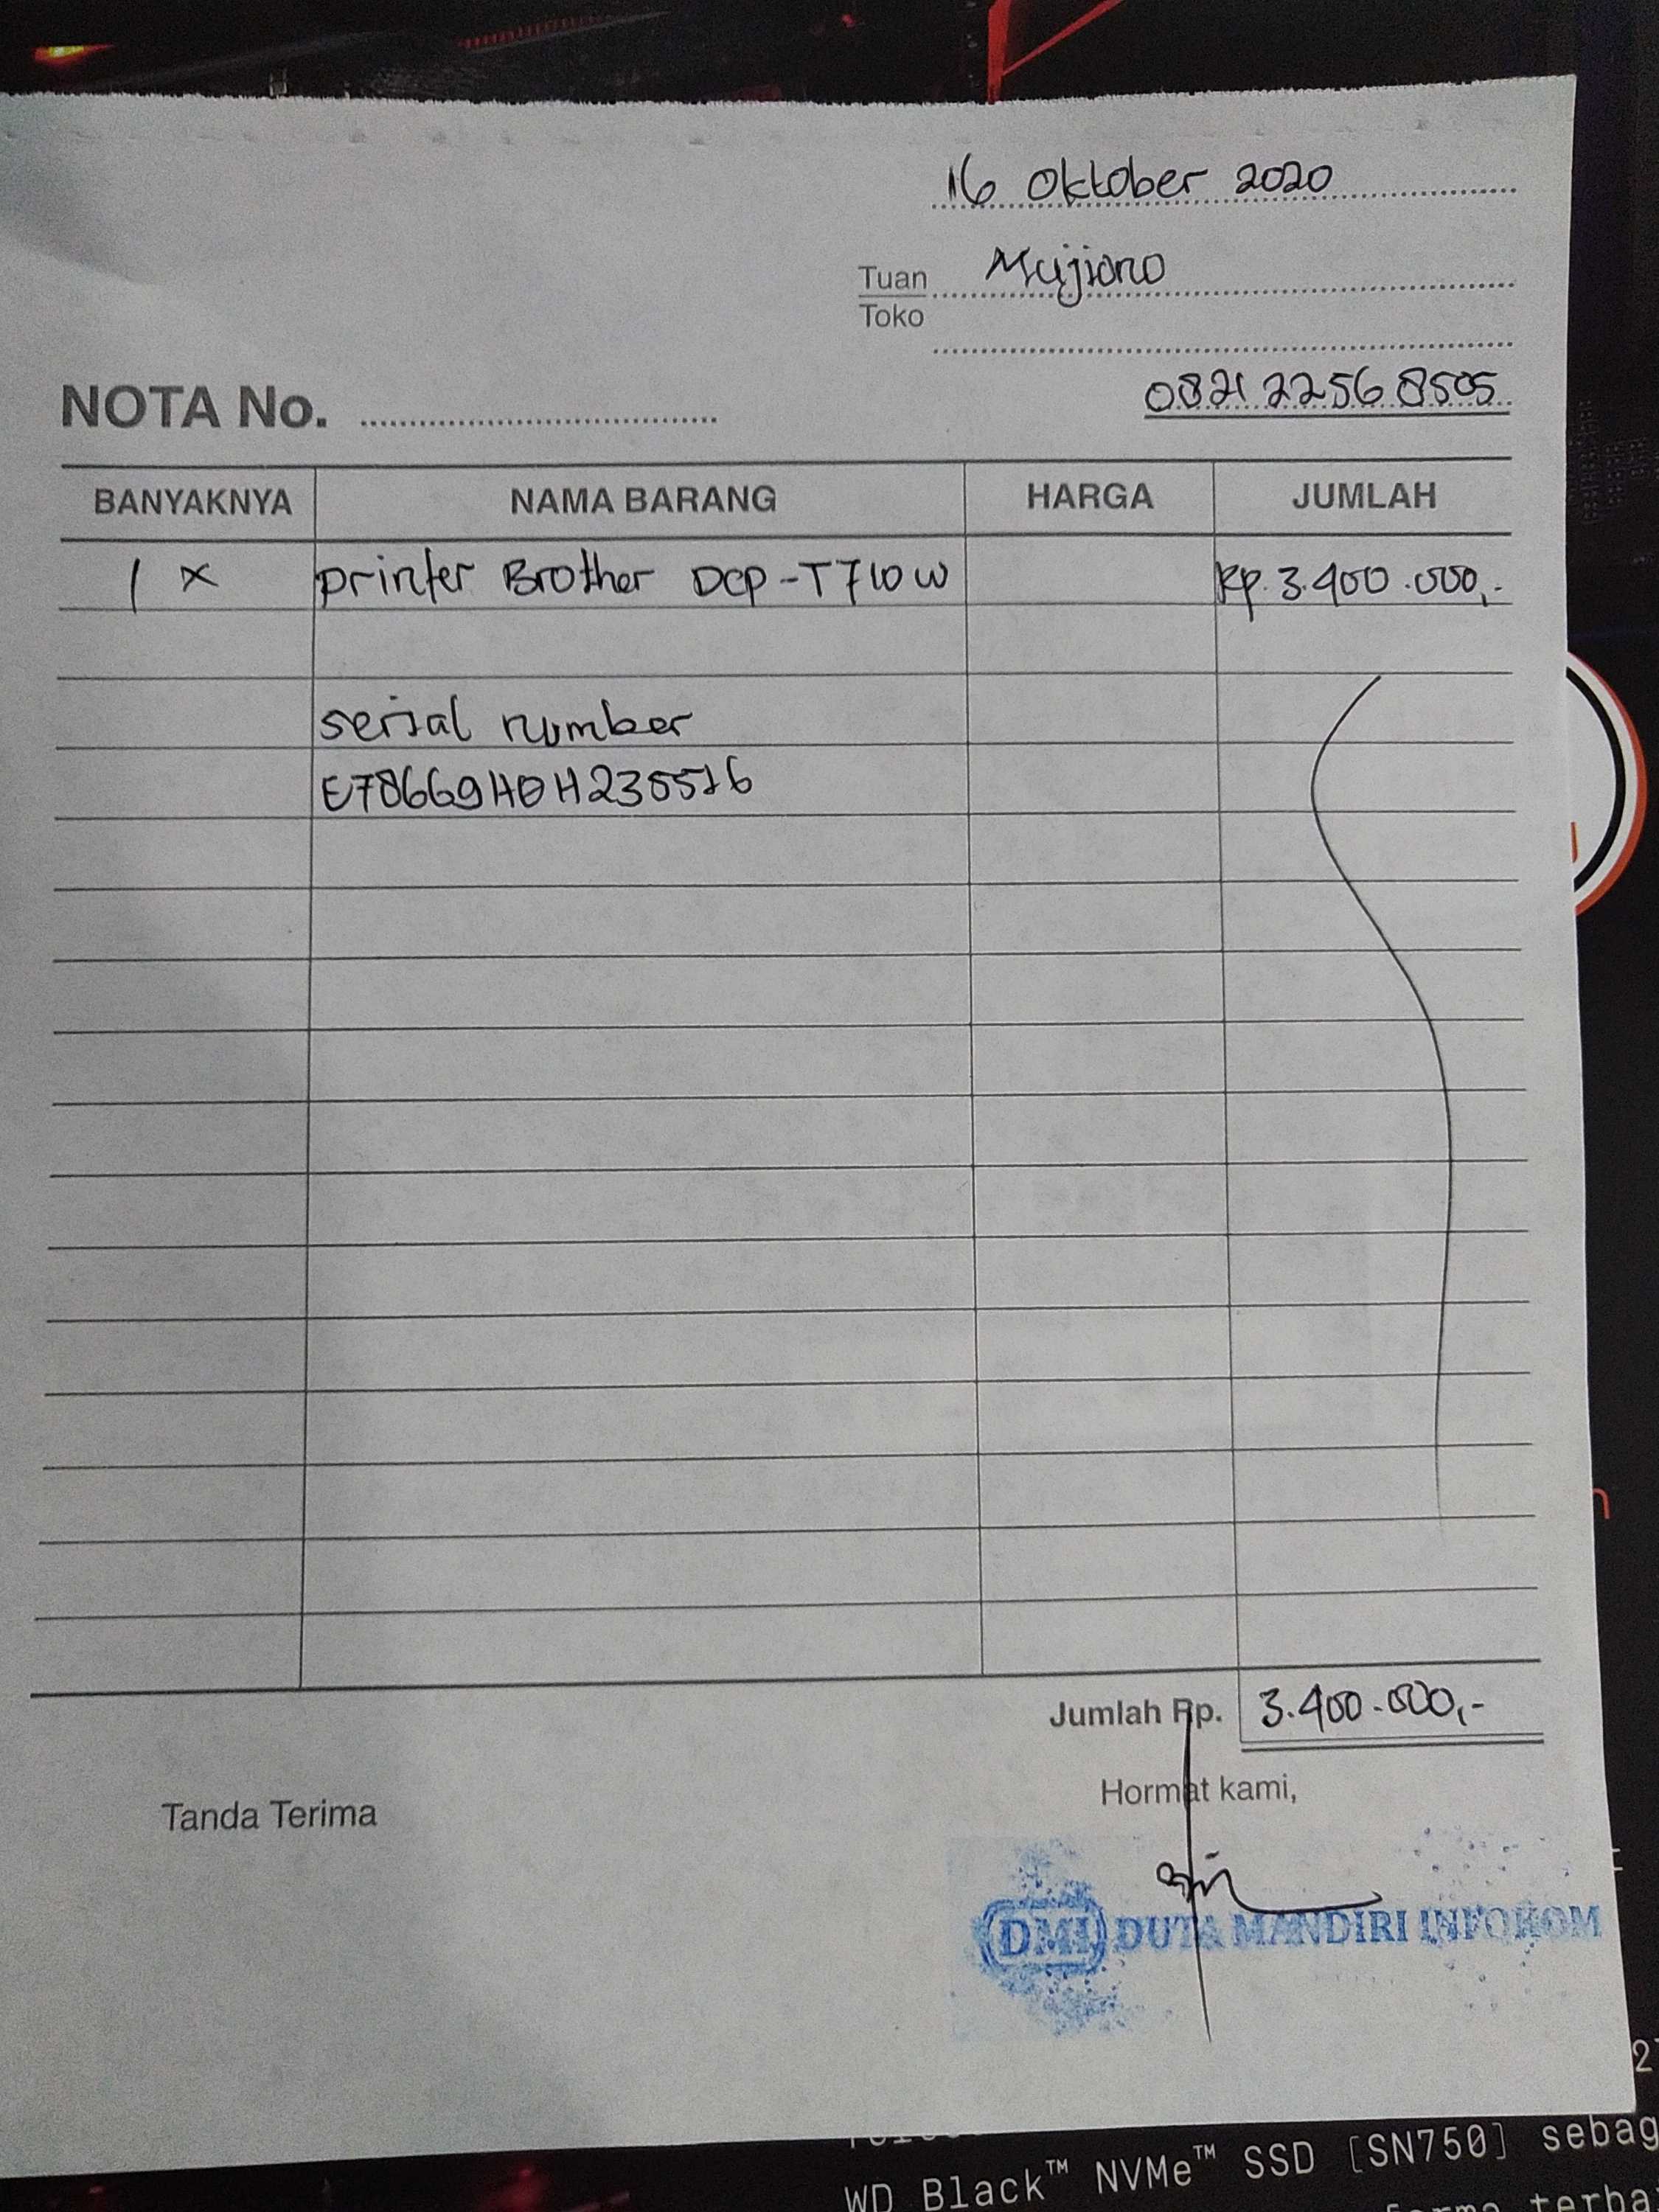 16 Oktober 2020
Tuan Mujiono
Toko
NOTA No. 0821 2256 8505
BANYAKNYA NAMA BARANG HARGA JUMLAH
1 x printer Brother DCP-T710W Rp. 3.400.000,-
serial number
E78669H0H235516
Jumlah Rp. 3.400.000,-
Hormat kami,
Tanda Terima
DMI DUTA MANDIRI INFOKOM
WD Black™ NVMe™ SSD [SN750] sebag